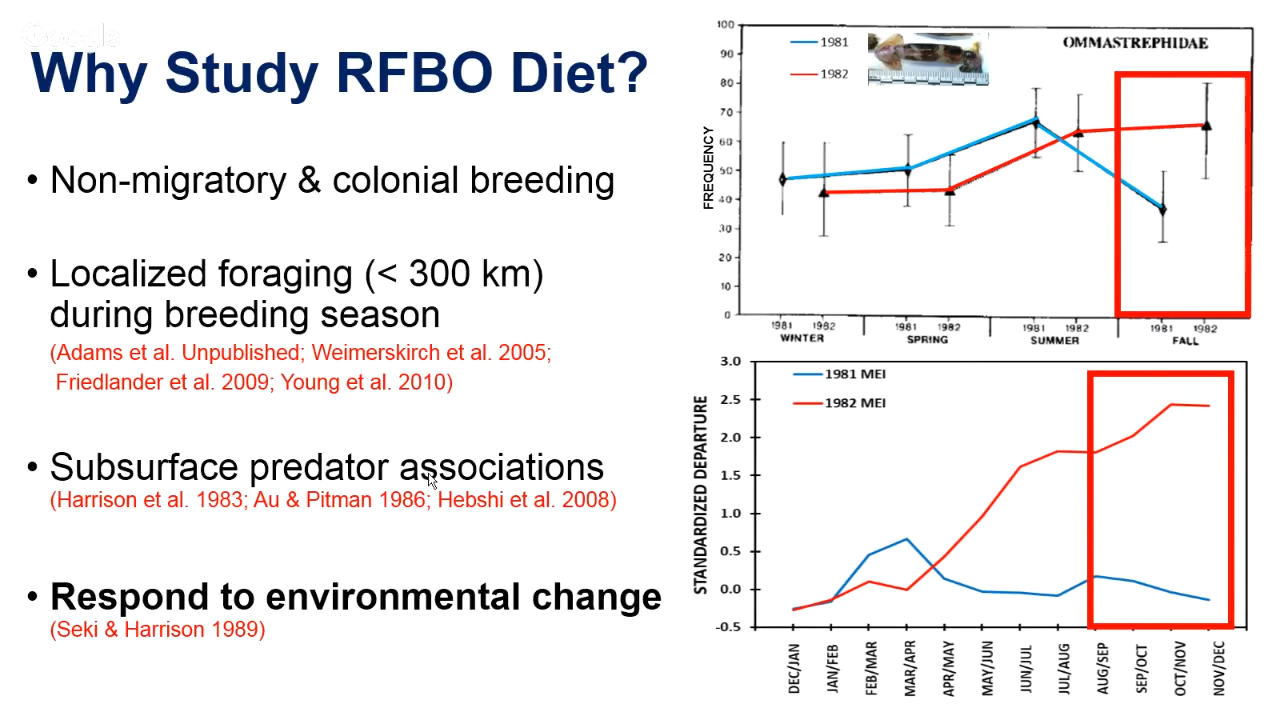 Google
Why Study RFBO Diet?
• Non-migratory & colonial breeding
• Localized foraging (< 300 km)
during breeding season
(Adams et al. Unpublished; Weimerskirch et al. 2005;
Friedlander et al. 2009; Young et al. 2010)
• Subsurface predator associations
(Harrison et al. 1983; Au & Pitman 1986; Hebshi et al. 2008)
• Respond to environmental change
(Seki & Harrison 1989)
OMMASTREPHIDAE
1981
1982
FREQUENCY
100
90
80
70
60
50
40
30
20
10
0
1981 1982 1981 1982 1981 1982 1981 1982
WINTER SPRING SUMMER FALL
1981 MEI
1982 MEI
STANDARDIZED DEPARTURE
3.0
2.5
2.0
1.5
1.0
0.5
0.0
-0.5
DEC/JAN
JAN/FEB
FEB/MAR
MAR/APR
APR/MAY
MAY/JUN
JUN/JUL
JUL/AUG
AUG/SEP
SEP/OCT
OCT/NOV
NOV/DEC